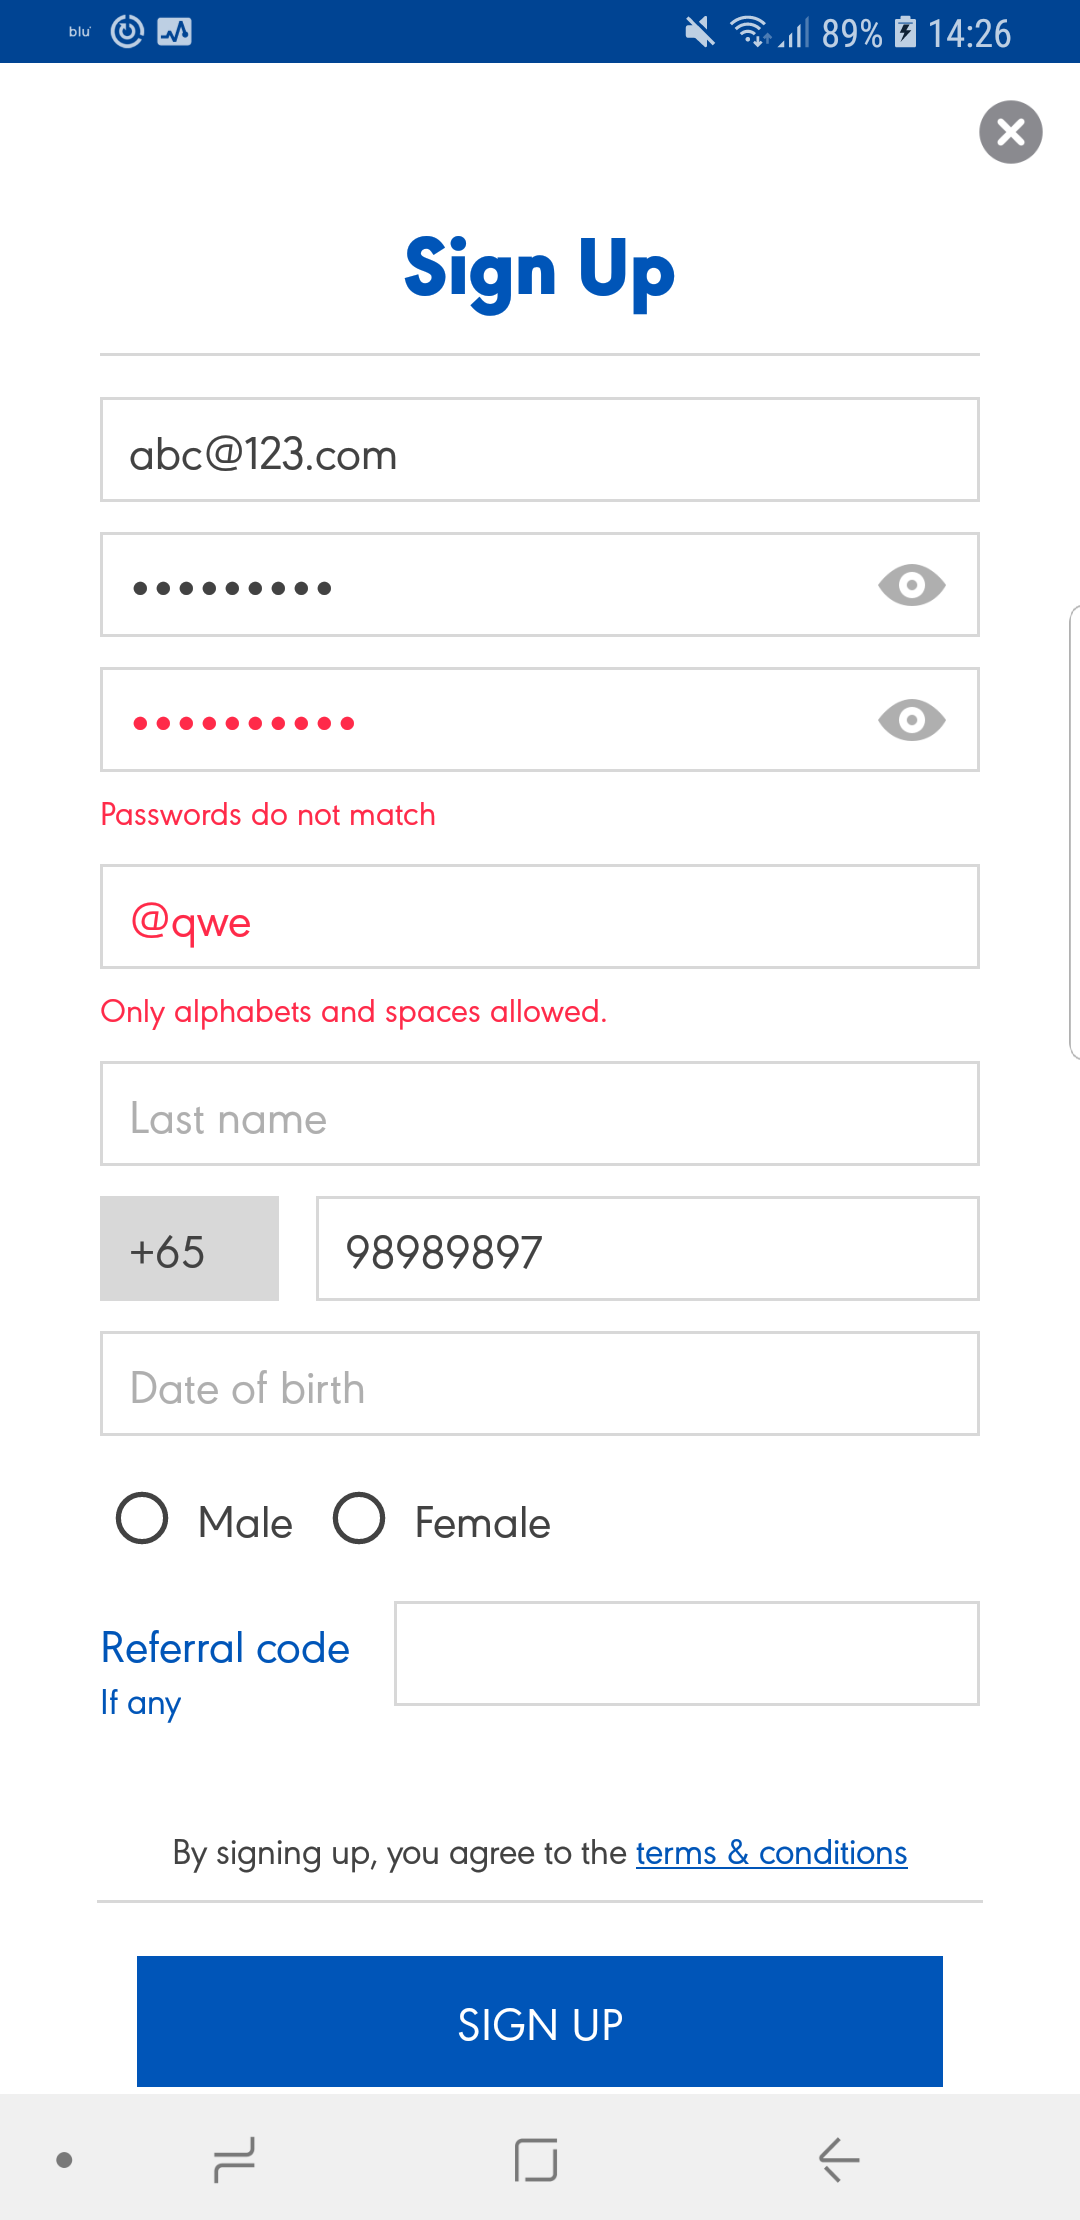 blu
89% 14:26
Sign Up
abc@123.com
•••••••••
••••••••••
Passwords do not match
@qwe
Only alphabets and spaces allowed.
Last name
+65 98989897
Date of birth
Male Female
Referral code
If any
By signing up, you agree to the terms & conditions
SIGN UP